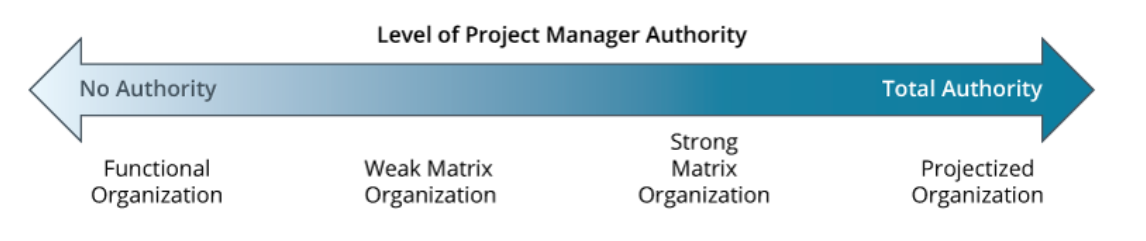 Level of Project Manager Authority
No Authority
Total Authority
Functional
Organization
Weak Matrix
Organization
Strong
Matrix
Organization
Projectized
Organization